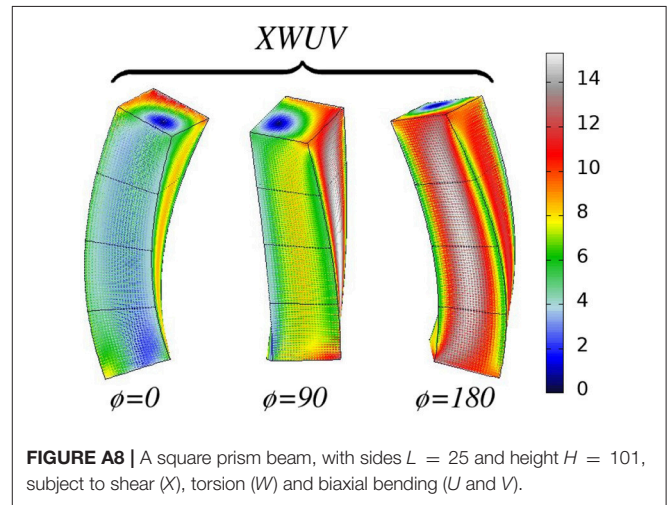 XWUV
14
12
10
8
6
4
2
0
ϕ=0
ϕ=90
ϕ=180
FIGURE A8 | A square prism beam, with sides L = 25 and height H = 101,
subject to shear (X), torsion (W) and biaxial bending (U and V).